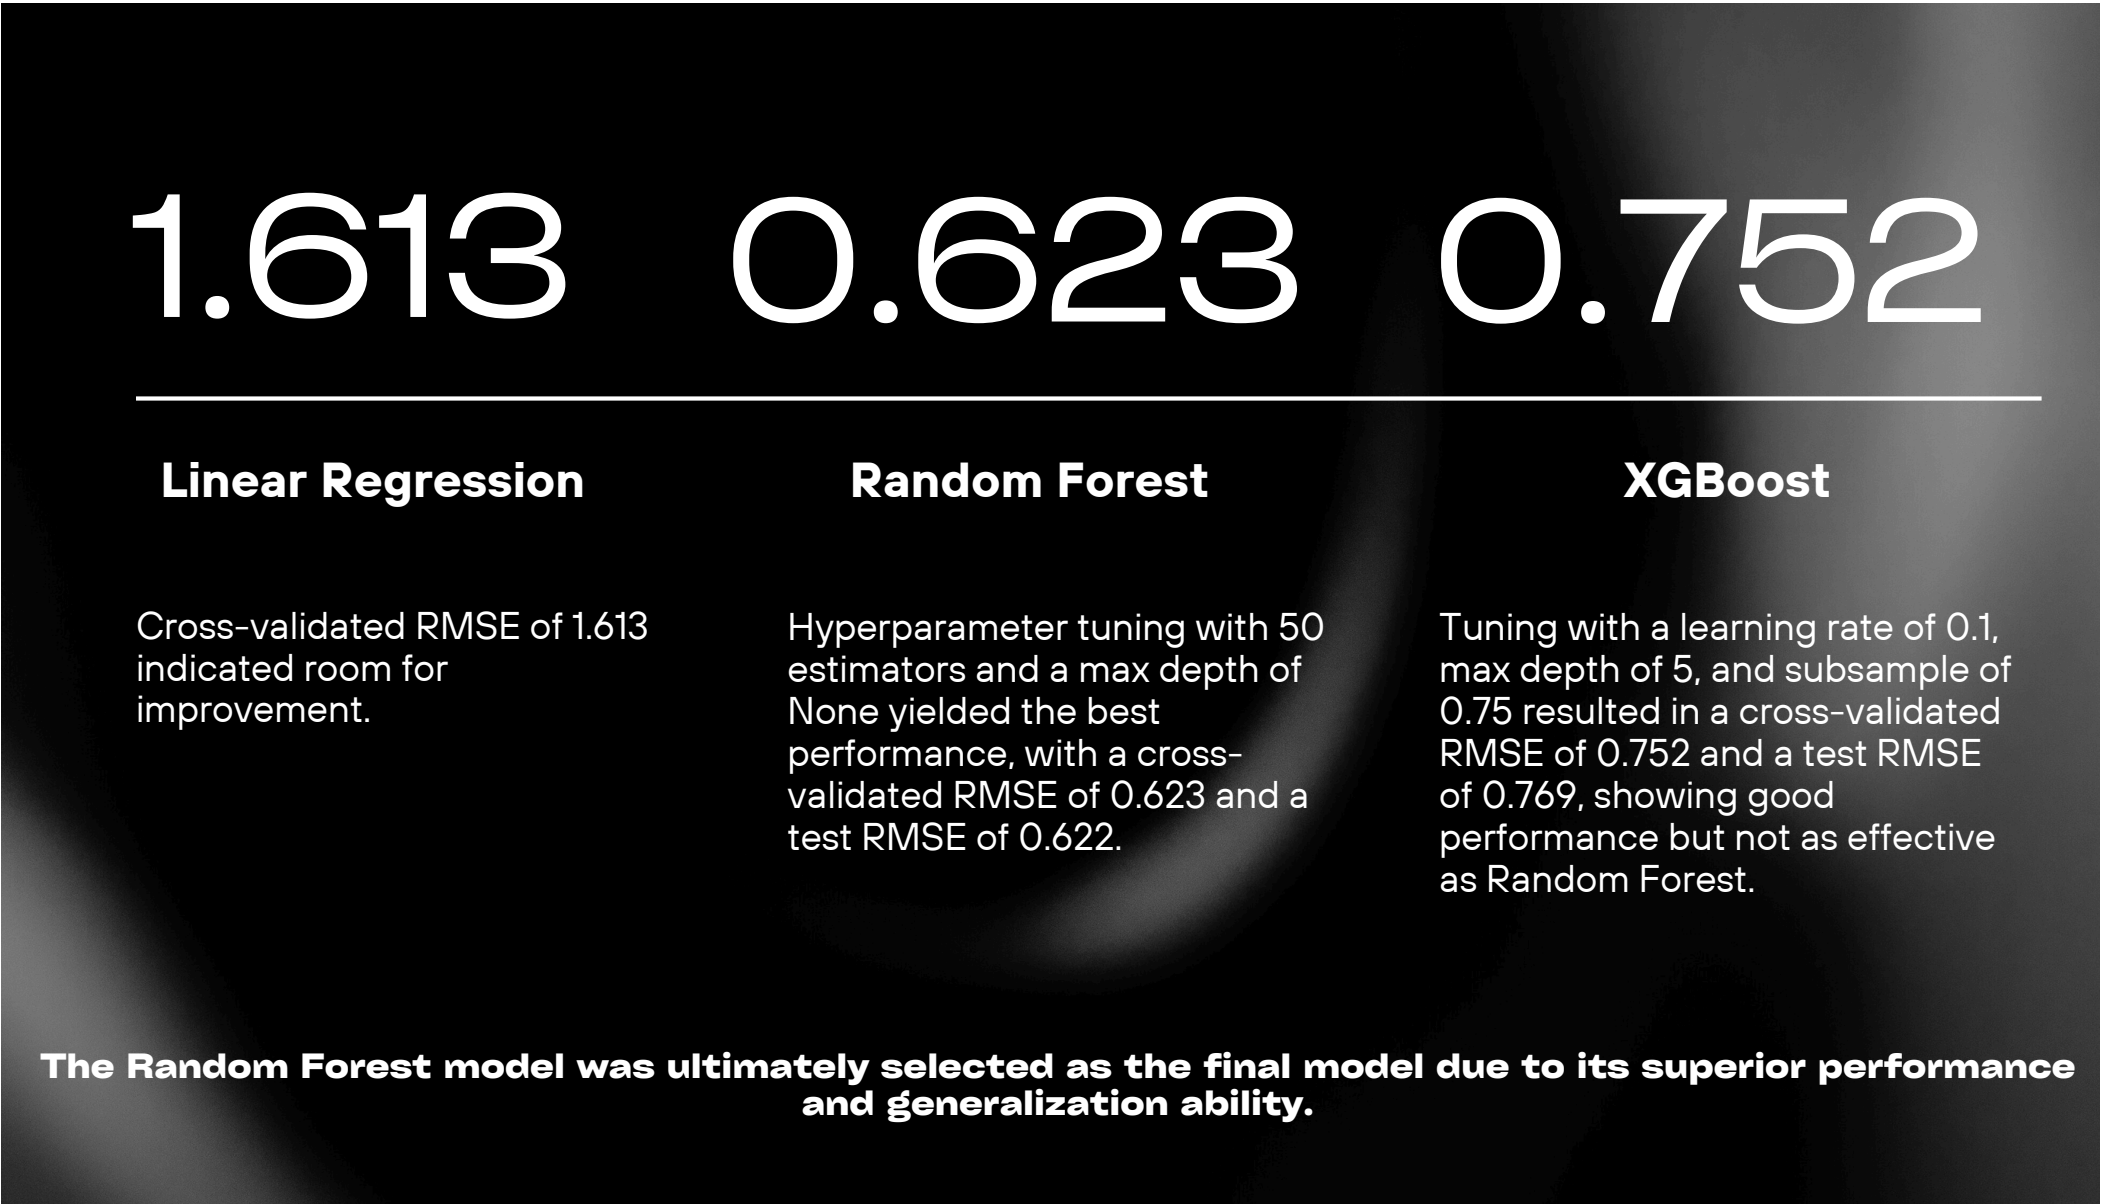 1.613
0.623
0.752
Linear Regression
Random Forest
XGBoost
Cross-validated RMSE of 1.613
indicated room for
improvement.
Hyperparameter tuning with 50
estimators and a max depth of
None yielded the best
performance, with a cross-
validated RMSE of 0.623 and a
test RMSE of 0.622.
Tuning with a learning rate of 0.1,
max depth of 5, and subsample of
0.75 resulted in a cross-validated
RMSE of 0.752 and a test RMSE
of 0.769, showing good
performance but not as effective
as Random Forest.
The Random Forest model was ultimately selected as the final model due to its superior performance
and generalization ability.